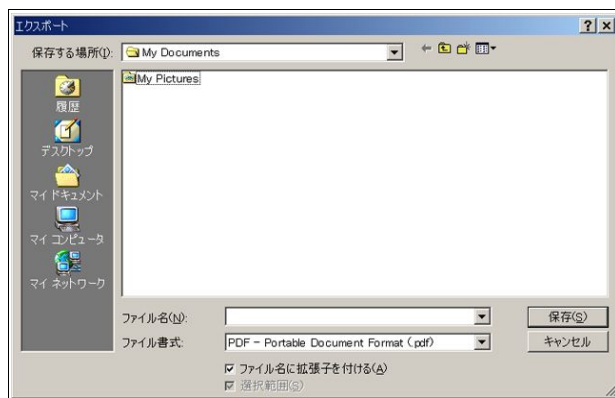 エクスポート
保存する場所(I):
My Documents
My Pictures
履歴
デスクトップ
マイ ドキュメント
マイ コンピュータ
マイ ネットワーク
ファイル名(N):
保存(S)
ファイル書式:
PDF - Portable Document Format (.pdf)
キャンセル
ファイル名に拡張子を付ける(A)
選択範囲(S)